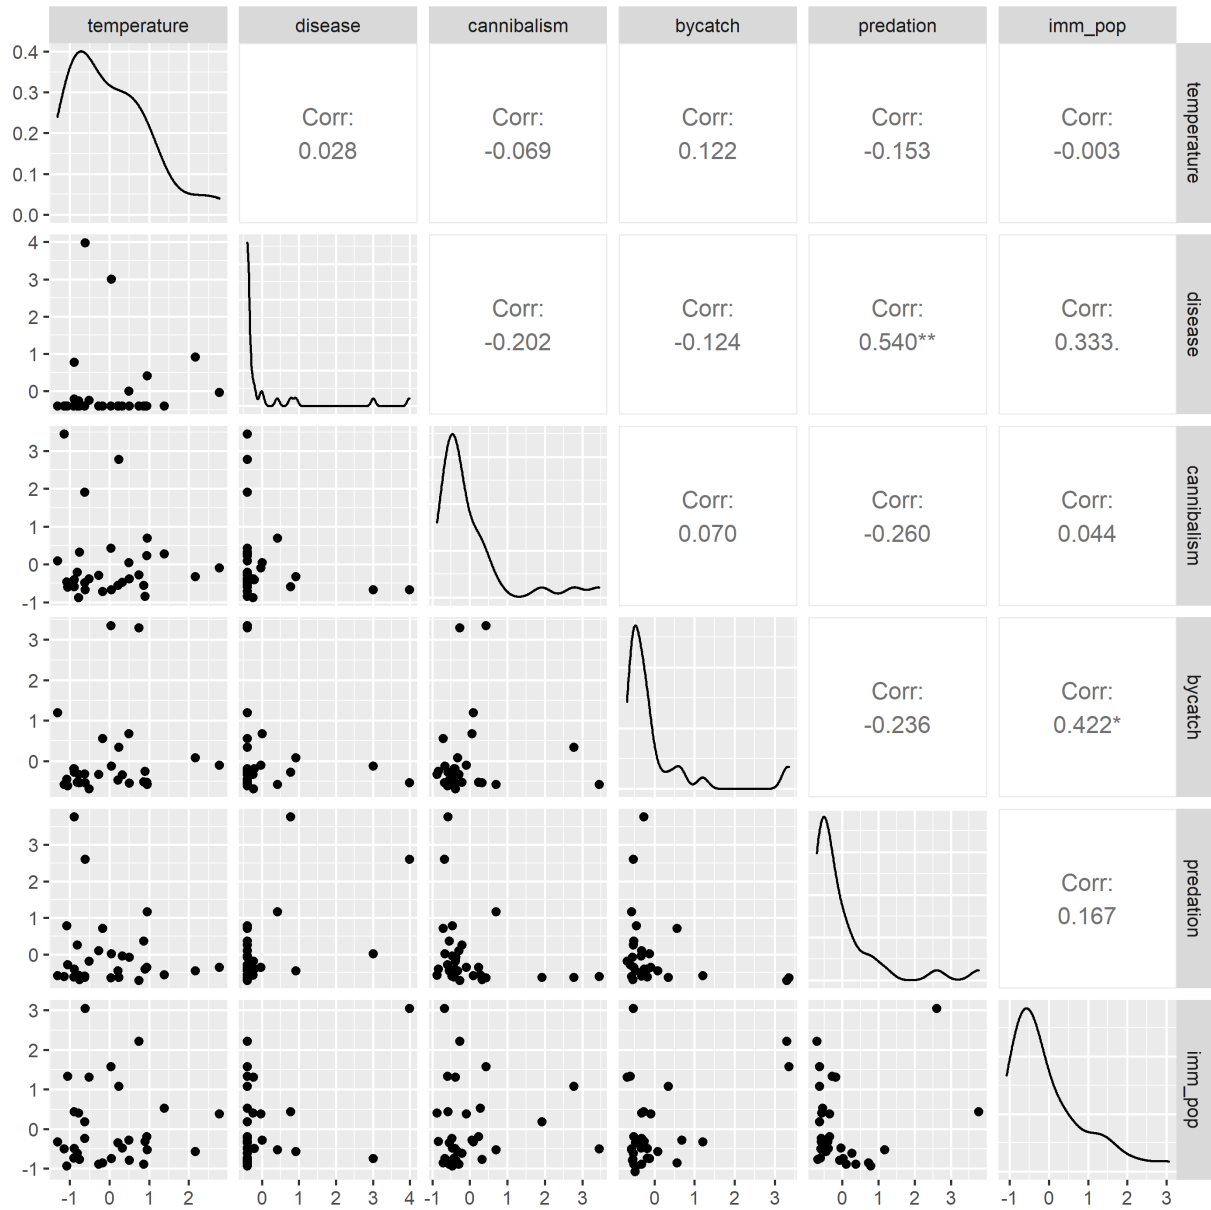 temperature disease cannibalism bycatch predation imm_pop
0.4
0.3
0.2
0.1
0.0
Corr:
0.028
Corr:
-0.069
Corr:
0.122
Corr:
-0.153
Corr:
-0.003
temperature
4
3
2
1
0
Corr:
-0.202
Corr:
-0.124
Corr:
0.540**
Corr:
0.333.
disease
3
2
1
0
-1
Corr:
0.070
Corr:
-0.260
Corr:
0.044
cannibalism
3
2
1
0
Corr:
-0.236
Corr:
0.422*
bycatch
3
2
1
0
Corr:
0.167
predation
3
2
1
0
-1
imm_pop
-1 0 1 2 0 1 2 3 4 -1 0 1 2 3 0 1 2 3 0 1 2 3 -1 0 1 2 3